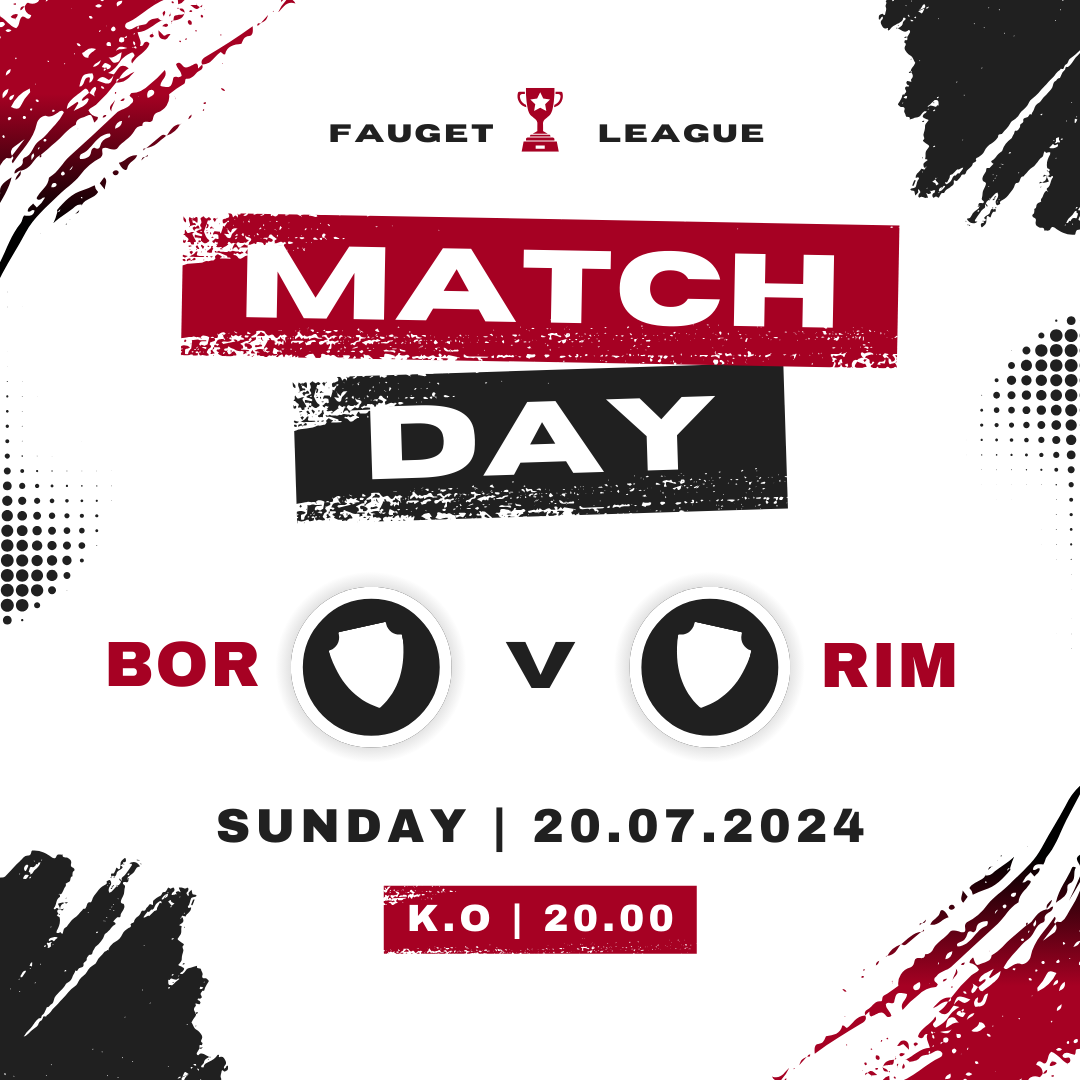 FAUGET LEAGUE
MATCH
DAY
BOR V RIM
SUNDAY | 20.07.2024
K.O | 20.00